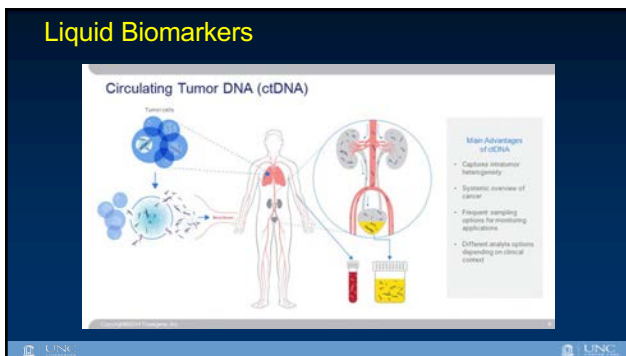 Liquid Biomarkers
Circulating Tumor DNA (ctDNA)
Tumor cells
Main Advantages
of ctDNA
• Captures intratumor
heterogeneity
• Systemic overview of
cancer
• Frequent sampling
options for monitoring
applications
• Different analyte options
depending on clinical
context
UNC
UNC